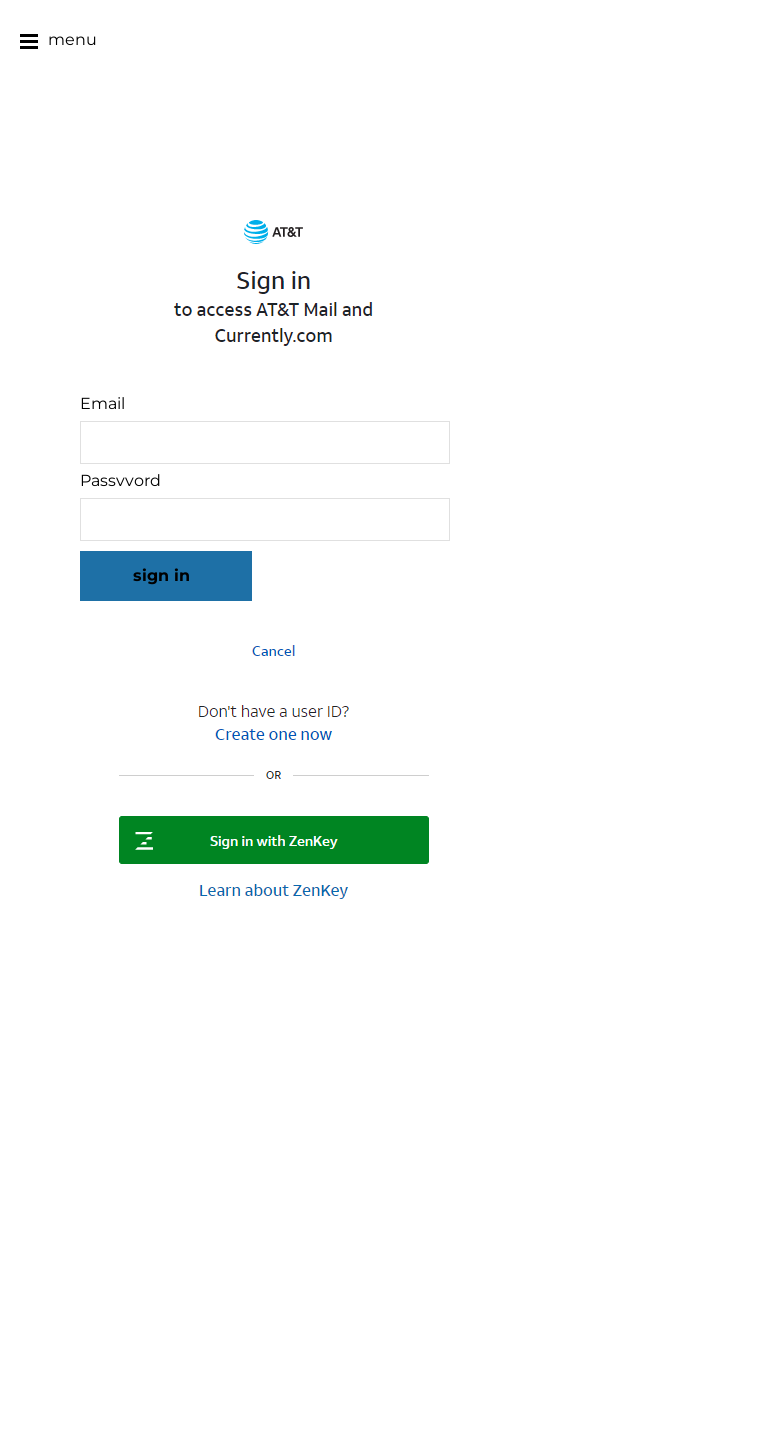 menu
AT&T
Sign in
to access AT&T Mail and
Currently.com
Email
Passvvord
sign in
Cancel
Don't have a user ID?
Create one now
OR
Sign in with ZenKey
Learn about ZenKey